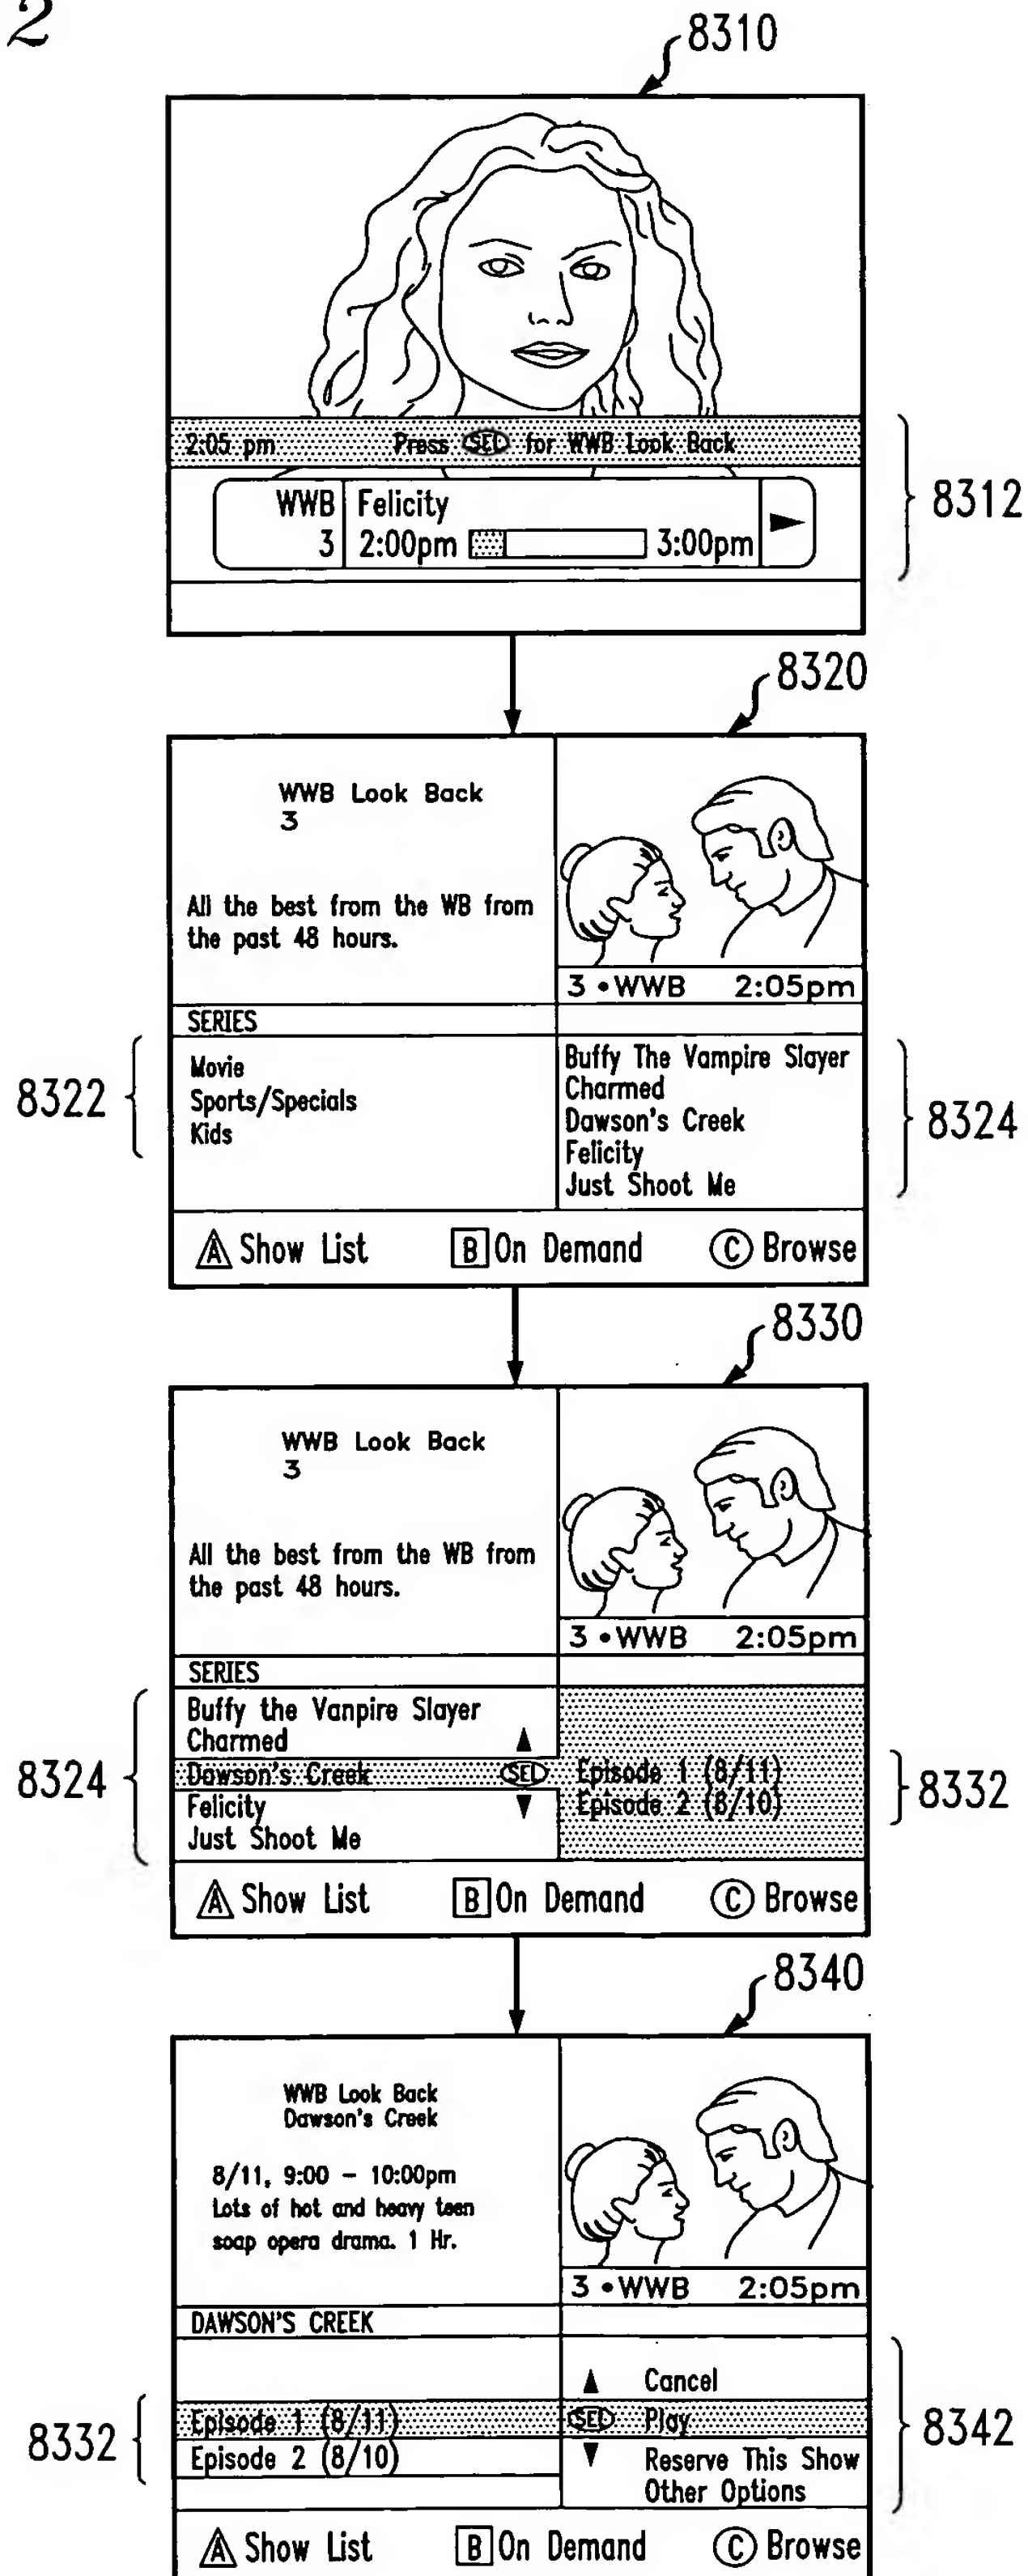 2
8310
2:05 pm Press SEL for WWB Look Back
WWB Felicity
3 2:00pm 3:00pm
8312
8320
WWB Look Back
3
All the best from the WB from
the past 48 hours.
3 •WWB 2:05pm
SERIES
8322
Movie
Sports/Specials
Kids
Buffy The Vampire Slayer
Charmed
Dawson's Creek
Felicity
Just Shoot Me
8324
A Show List B On Demand C Browse
8330
WWB Look Back
3
All the best from the WB from
the past 48 hours.
3 •WWB 2:05pm
SERIES
8324
Buffy the Vanpire Slayer
Charmed
Dawson's Creek SEL
Felicity
Just Shoot Me
Episode 1 (8/11)
Episode 2 (8/10)
8332
A Show List B On Demand C Browse
8340
WWB Look Back
Dawson's Creek
8/11, 9:00 - 10:00pm
Lots of hot and heavy teen
soap opera drama. 1 Hr.
3 •WWB 2:05pm
DAWSON'S CREEK
8332
Episode 1 (8/11)
Episode 2 (8/10)
Cancel
SEL Play
Reserve This Show
Other Options
8342
A Show List B On Demand C Browse